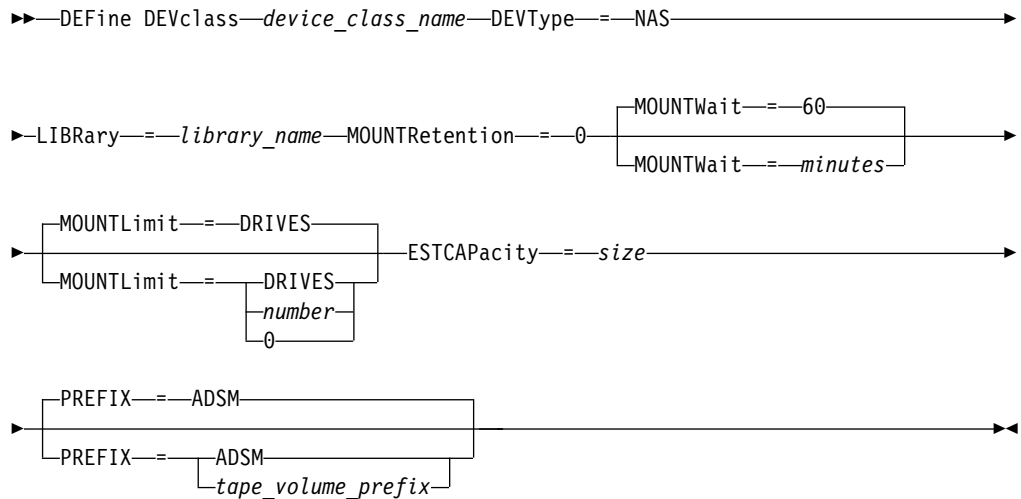 DEFine DEVclass device_class_name DEVType = NAS
MOUNTWait = 60
LIBRary = library_name MOUNTRetention = 0
MOUNTWait = minutes
MOUNTLimit = DRIVES
ESTCAPacity = size
MOUNTLimit = DRIVES
number
0
PREFIX = ADSM
PREFIX = ADSM
tape_volume_prefix